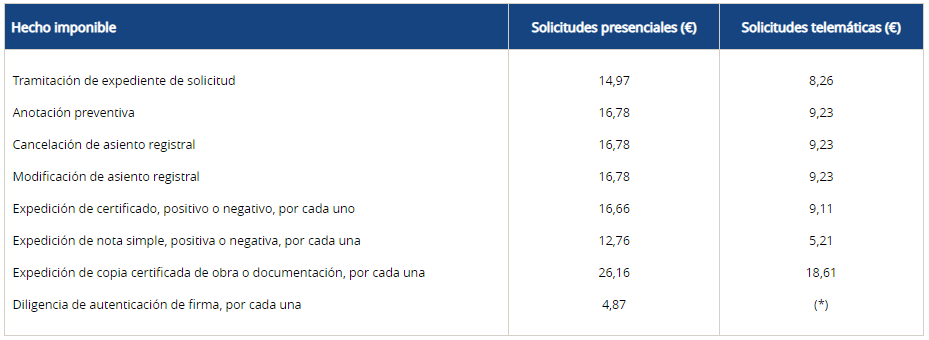 Hecho imponible Solicitudes presenciales (€) Solicitudes telemáticas (€)
Tramitación de expediente de solicitud 14,97 8,26
Anotación preventiva 16,78 9,23
Cancelación de asiento registral 16,78 9,23
Modificación de asiento registral 16,78 9,23
Expedición de certificado, positivo o negativo, por cada uno 16,66 9,11
Expedición de nota simple, positiva o negativa, por cada una 12,76 5,21
Expedición de copia certificada de obra o documentación, por cada una 26,16 18,61
Diligencia de autenticación de firma, por cada una 4,87 (*)